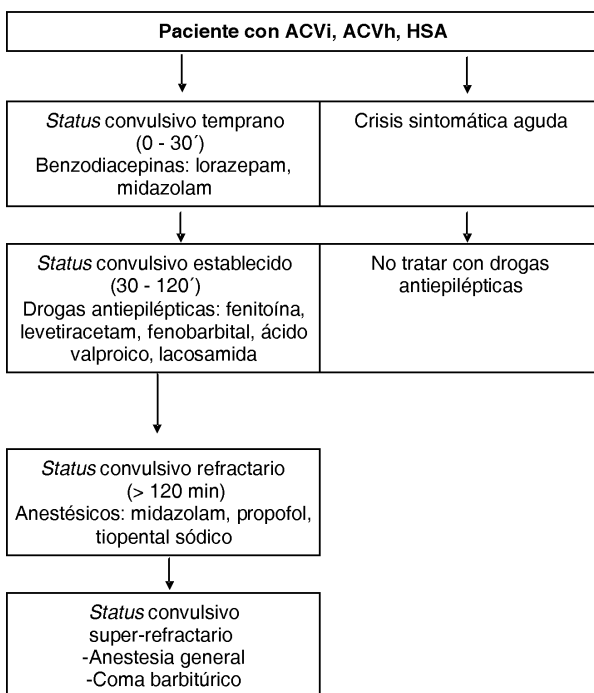 Paciente con ACVi, ACVh, HSA
Status convulsivo temprano
(0 - 30´)
Benzodiacepinas: lorazepam,
midazolam
Crisis sintomática aguda
Status convulsivo establecido
(30 - 120´)
Drogas antiepilépticas: fenitoína,
levetiracetam, fenobarbital, ácido
valproico, lacosamida
No tratar con drogas
antiepilépticas
Status convulsivo refractario
(> 120 min)
Anestésicos: midazolam, propofol,
tiopental sódico
Status convulsivo
super-refractario
-Anestesia general
-Coma barbitúrico